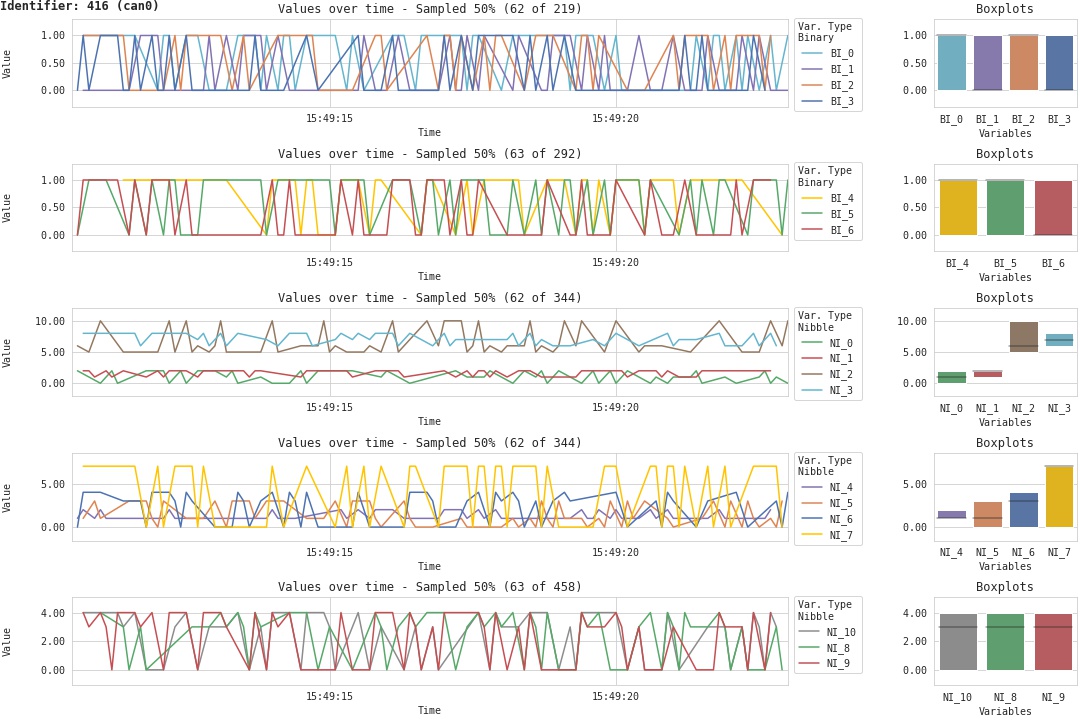 Identifier: 416 (can0)
Values over time - Sampled 50% (62 of 219)
Boxplots
Value
1.00
0.50
0.00
15:49:15
15:49:20
Time
Var. Type
Binary
BI_0
BI_1
BI_2
BI_3
1.00
0.50
0.00
BI_0 BI_1 BI_2 BI_3
Variables
Values over time - Sampled 50% (63 of 292)
Boxplots
Value
1.00
0.50
0.00
15:49:15
15:49:20
Time
Var. Type
Binary
BI_4
BI_5
BI_6
1.00
0.50
0.00
BI_4 BI_5 BI_6
Variables
Values over time - Sampled 50% (62 of 344)
Boxplots
Value
10.00
5.00
0.00
15:49:15
15:49:20
Time
Var. Type
Nibble
NI_0
NI_1
NI_2
NI_3
10.00
5.00
0.00
NI_0 NI_1 NI_2 NI_3
Variables
Values over time - Sampled 50% (62 of 344)
Boxplots
Value
5.00
0.00
15:49:15
15:49:20
Time
Var. Type
Nibble
NI_4
NI_5
NI_6
NI_7
5.00
0.00
NI_4 NI_5 NI_6 NI_7
Variables
Values over time - Sampled 50% (63 of 458)
Boxplots
Value
4.00
2.00
0.00
15:49:15
15:49:20
Time
Var. Type
Nibble
NI_10
NI_8
NI_9
4.00
2.00
0.00
NI_10 NI_8 NI_9
Variables